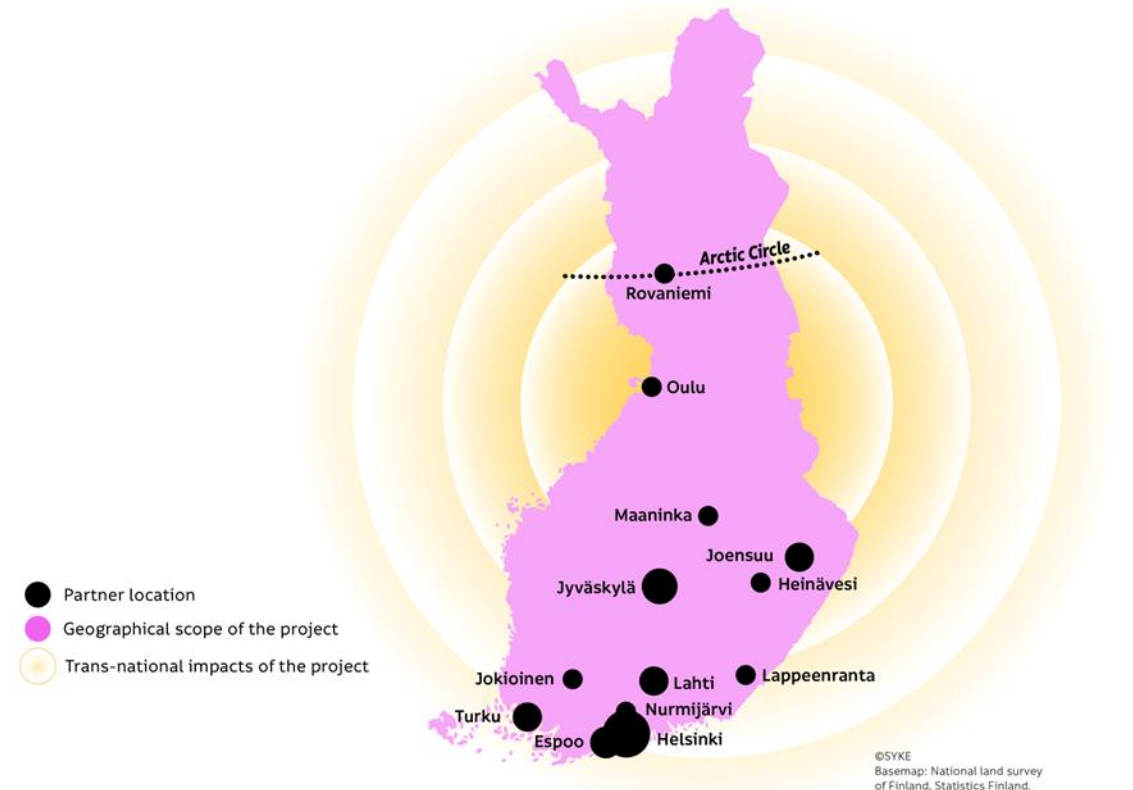 Arctic Circle
Rovaniemi
Oulu
Maaninka
Joensuu
Jyväskylä
Heinävesi
Partner location
Geographical scope of the project
Trans-national impacts of the project
Jokioinen
Lahti
Lappeenranta
Turku
Nurmijärvi
Espoo
Helsinki
©SYKE
Basemap: National land survey
of Finland, Statistics Finland.